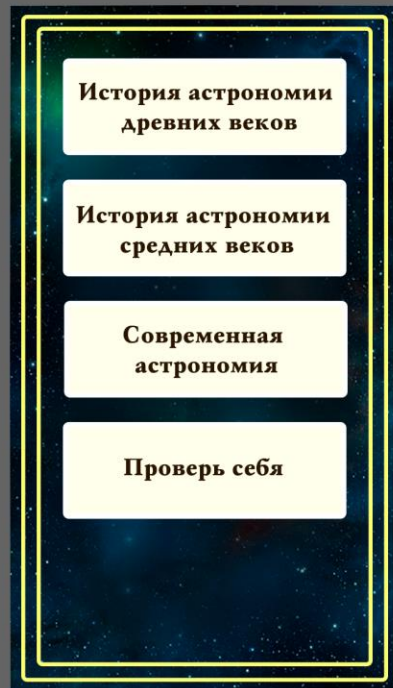 История астрономии
древних веков
История астрономии
средних веков
Современная
астрономия
Проверь себя